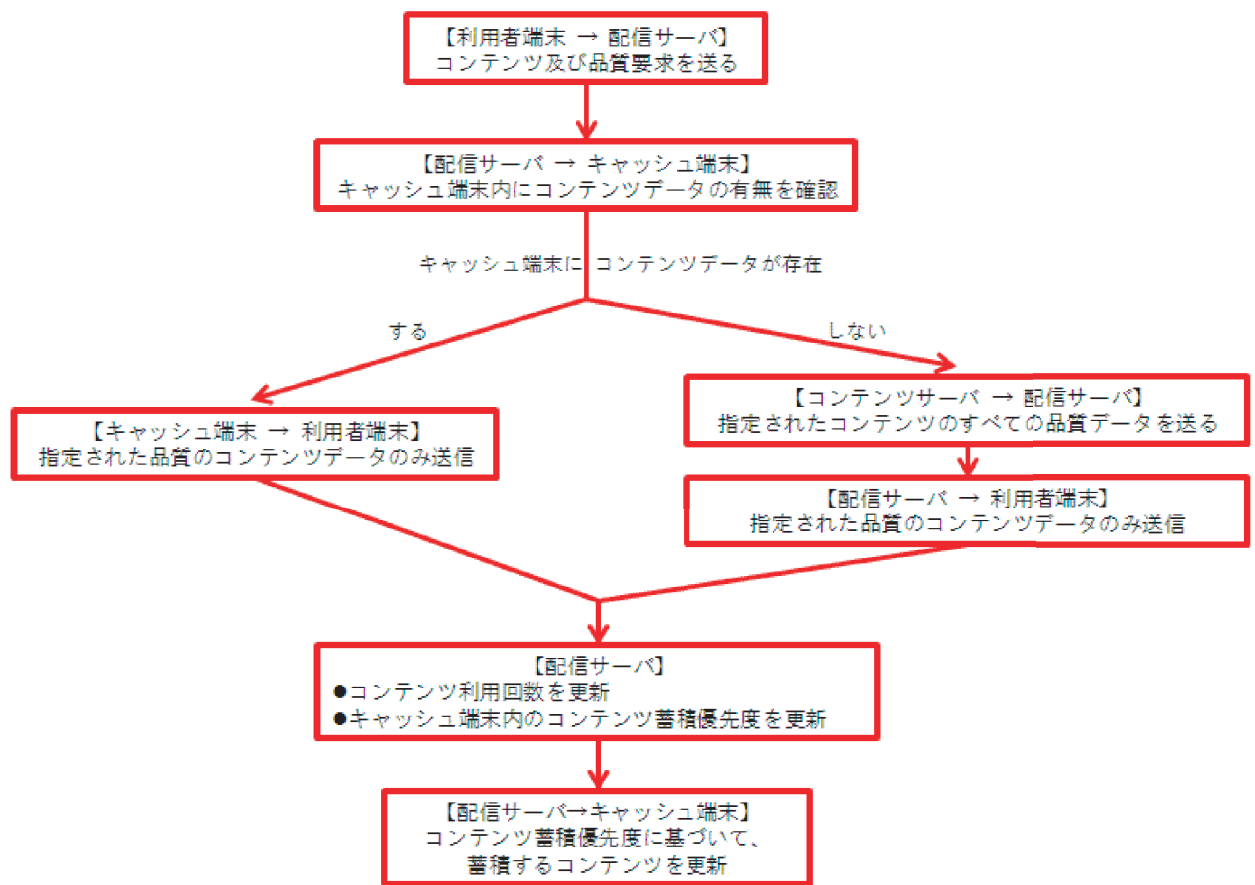 【利用者端末 → 配信サーバ】
コンテンツ及び品質要求を送る
【配信サーバ → キャッシュ端末】
キャッシュ端末内にコンテンツデータの有無を確認
キャッシュ端末に コンテンツデータが存在
する
しない
【キャッシュ端末 → 利用者端末】
指定された品質のコンテンツデータのみ送信
【コンテンツサーバ → 配信サーバ】
指定されたコンテンツのすべての品質データを送る
【配信サーバ → 利用者端末】
指定された品質のコンテンツデータのみ送信
【配信サーバ】
●コンテンツ利用回数を更新
●キャッシュ端末内のコンテンツ蓄積優先度を更新
【配信サーバ→キャッシュ端末】
コンテンツ蓄積優先度に基づいて、
蓄積するコンテンツを更新